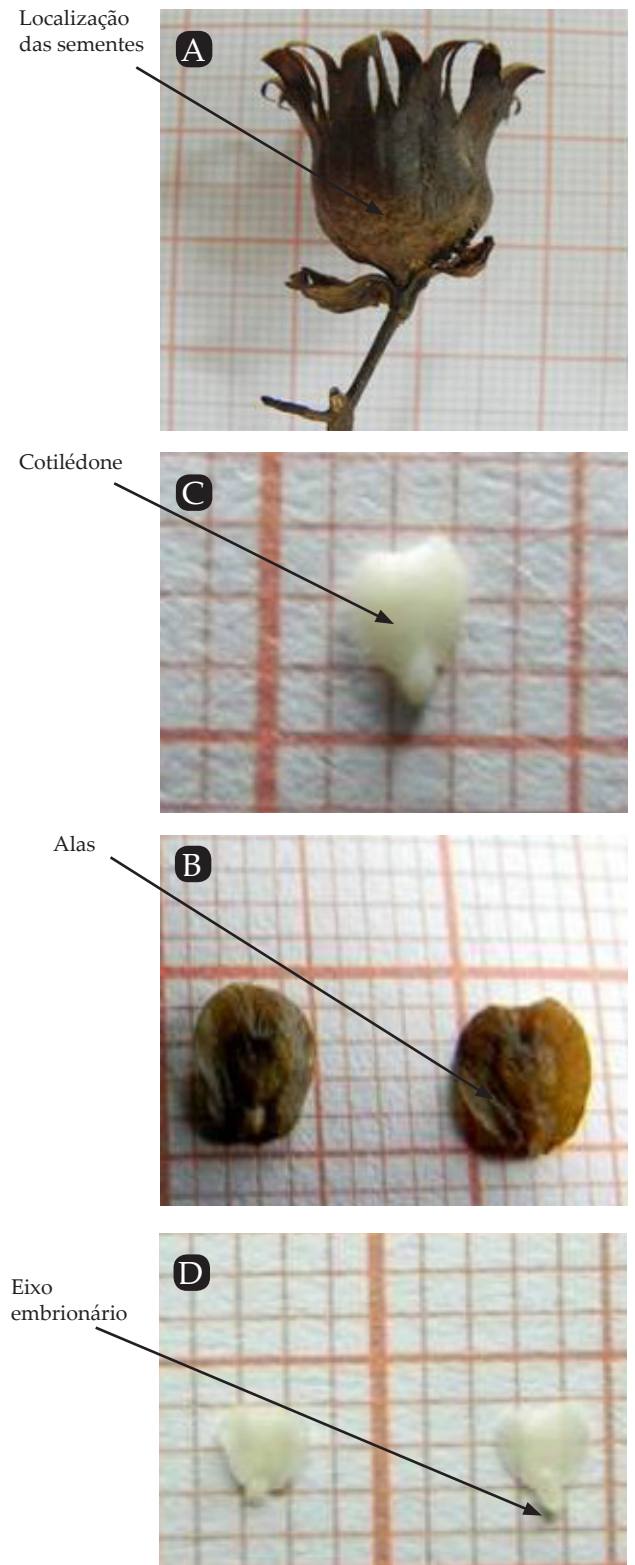 Localização
das sementes
A
Cotilédone
C
Alas
B
Eixo
embrionário
D